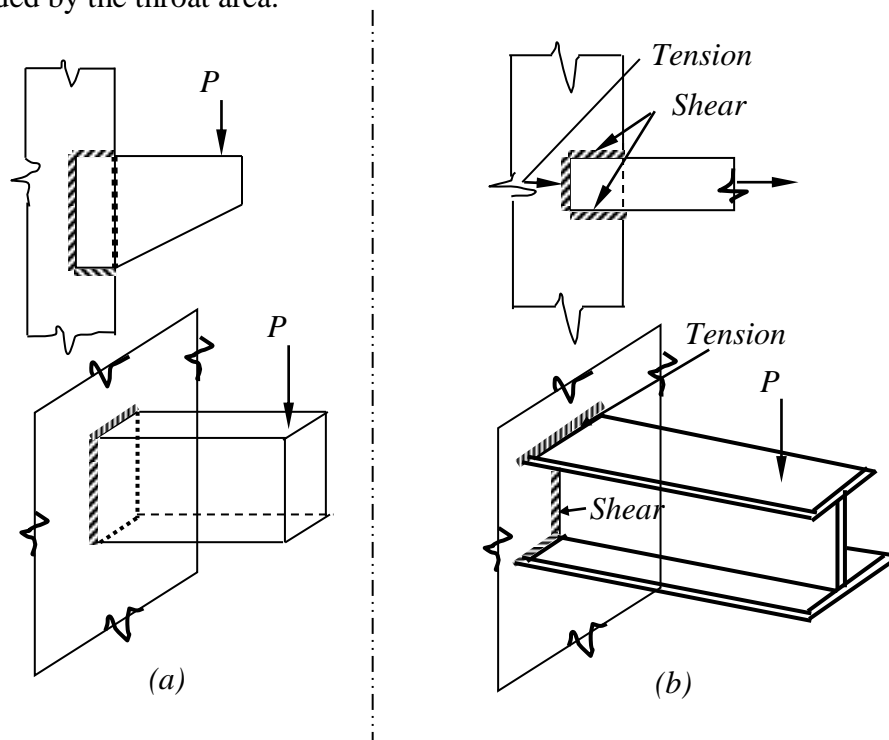 ded by the throat area.
P
P
(a)
Tension
Shear
Tension
P
Shear
(b)